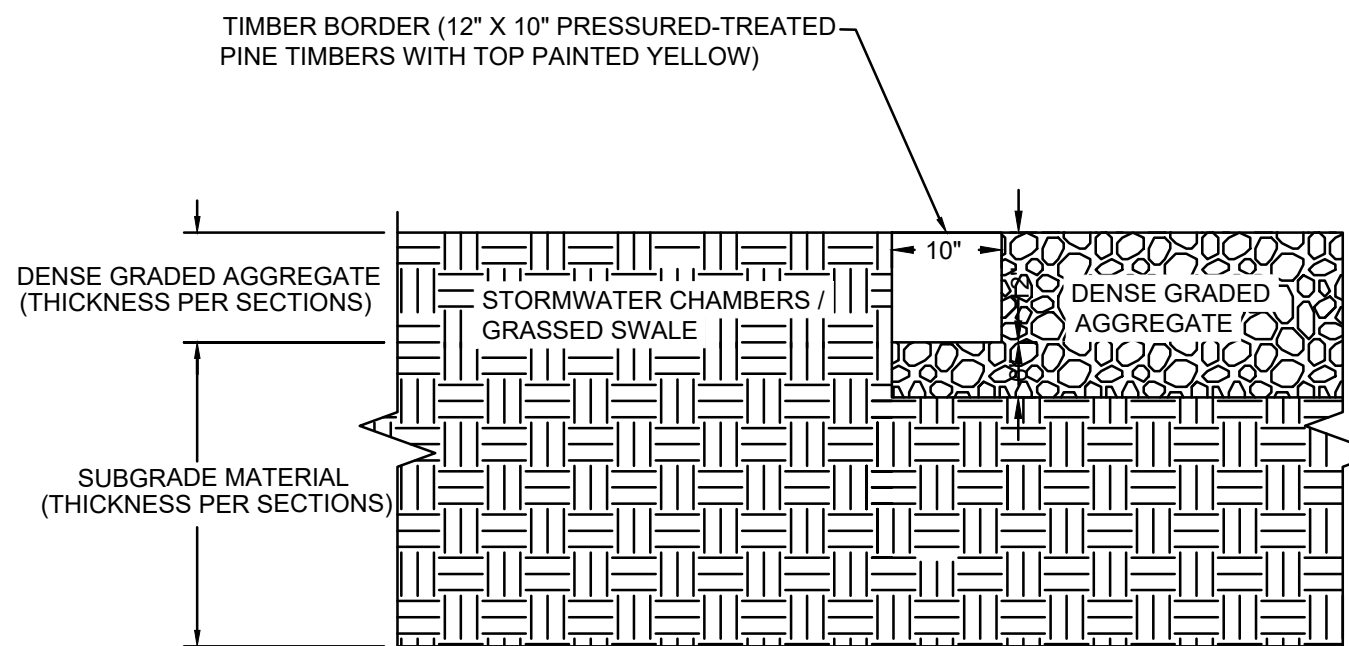 TIMBER BORDER (12" X 10" PRESSURED-TREATED
PINE TIMBERS WITH TOP PAINTED YELLOW)
10"
DENSE GRADED AGGREGATE
(THICKNESS PER SECTIONS)
STORMWATER CHAMBERS /
GRASSED SWALE
DENSE GRADED
AGGREGATE
SUBGRADE MATERIAL
(THICKNESS PER SECTIONS)